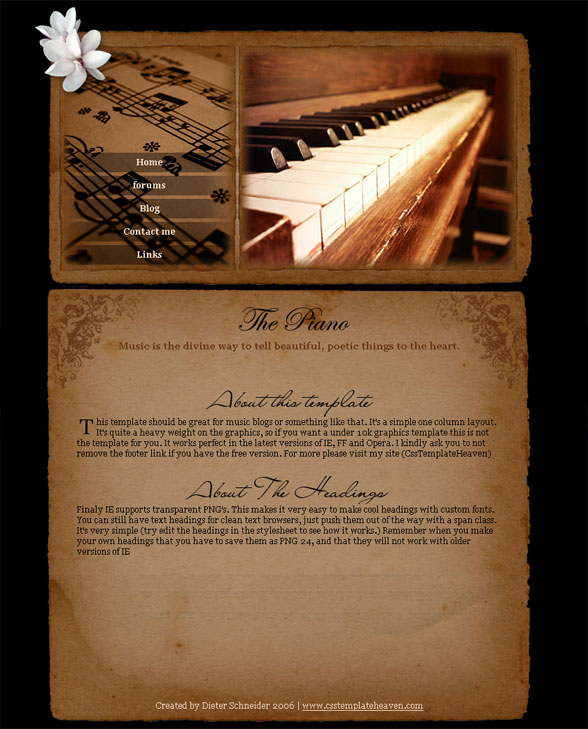 Home
forums
Blog
Contact me
Links
The Piano
Music is the divine way to tell beautiful, poetic things to the heart.
About this template
This template should be great for music blogs or something like that. It's a simple one column layout.
It's quite a heavy weight on the graphics, so if you want a under 10k graphics template this is not
the template for you. It works perfect in the latest versions of IE, FF and Opera. I kindly ask you to not
remove the footer link if you have the free version. For more please visit my site (CssTemplateHeaven)
About The Headings
Finaly IE supports transparent PNG's. This makes it very easy to make cool headings with custom fonts.
You can still have text headings for clean text browsers, just push them out of the way with a span class.
It's very simple (try edit the headings in the stylesheet to see how it works.) Remember when you make
your own headings that you have to save them as PNG 24, and that they will not work with older
versions of IE
Created by Dieter Schneider 2006 | www.csstemplateheaven.com